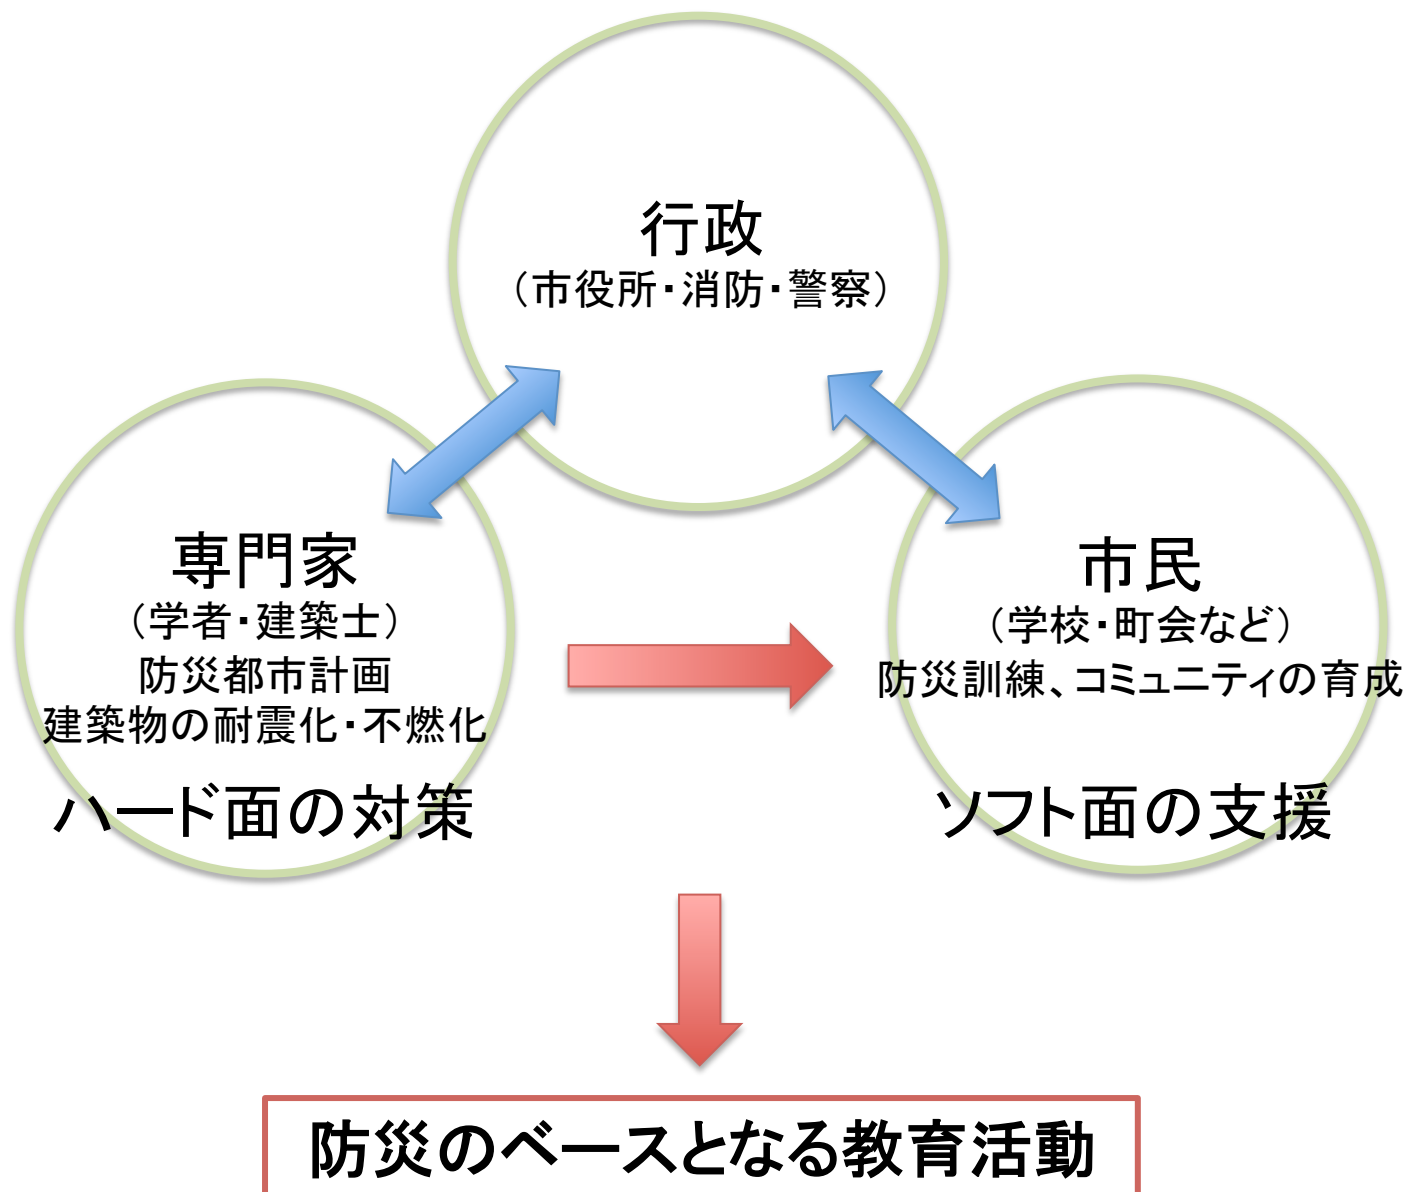 行政
（市役所・消防・警察）
専門家
（学者・建築士）
防災都市計画
建築物の耐震化・不燃化
ハード面の対策
市民
（学校・町会など）
防災訓練、コミュニティの育成
ソフト面の支援
防災のベースとなる教育活動